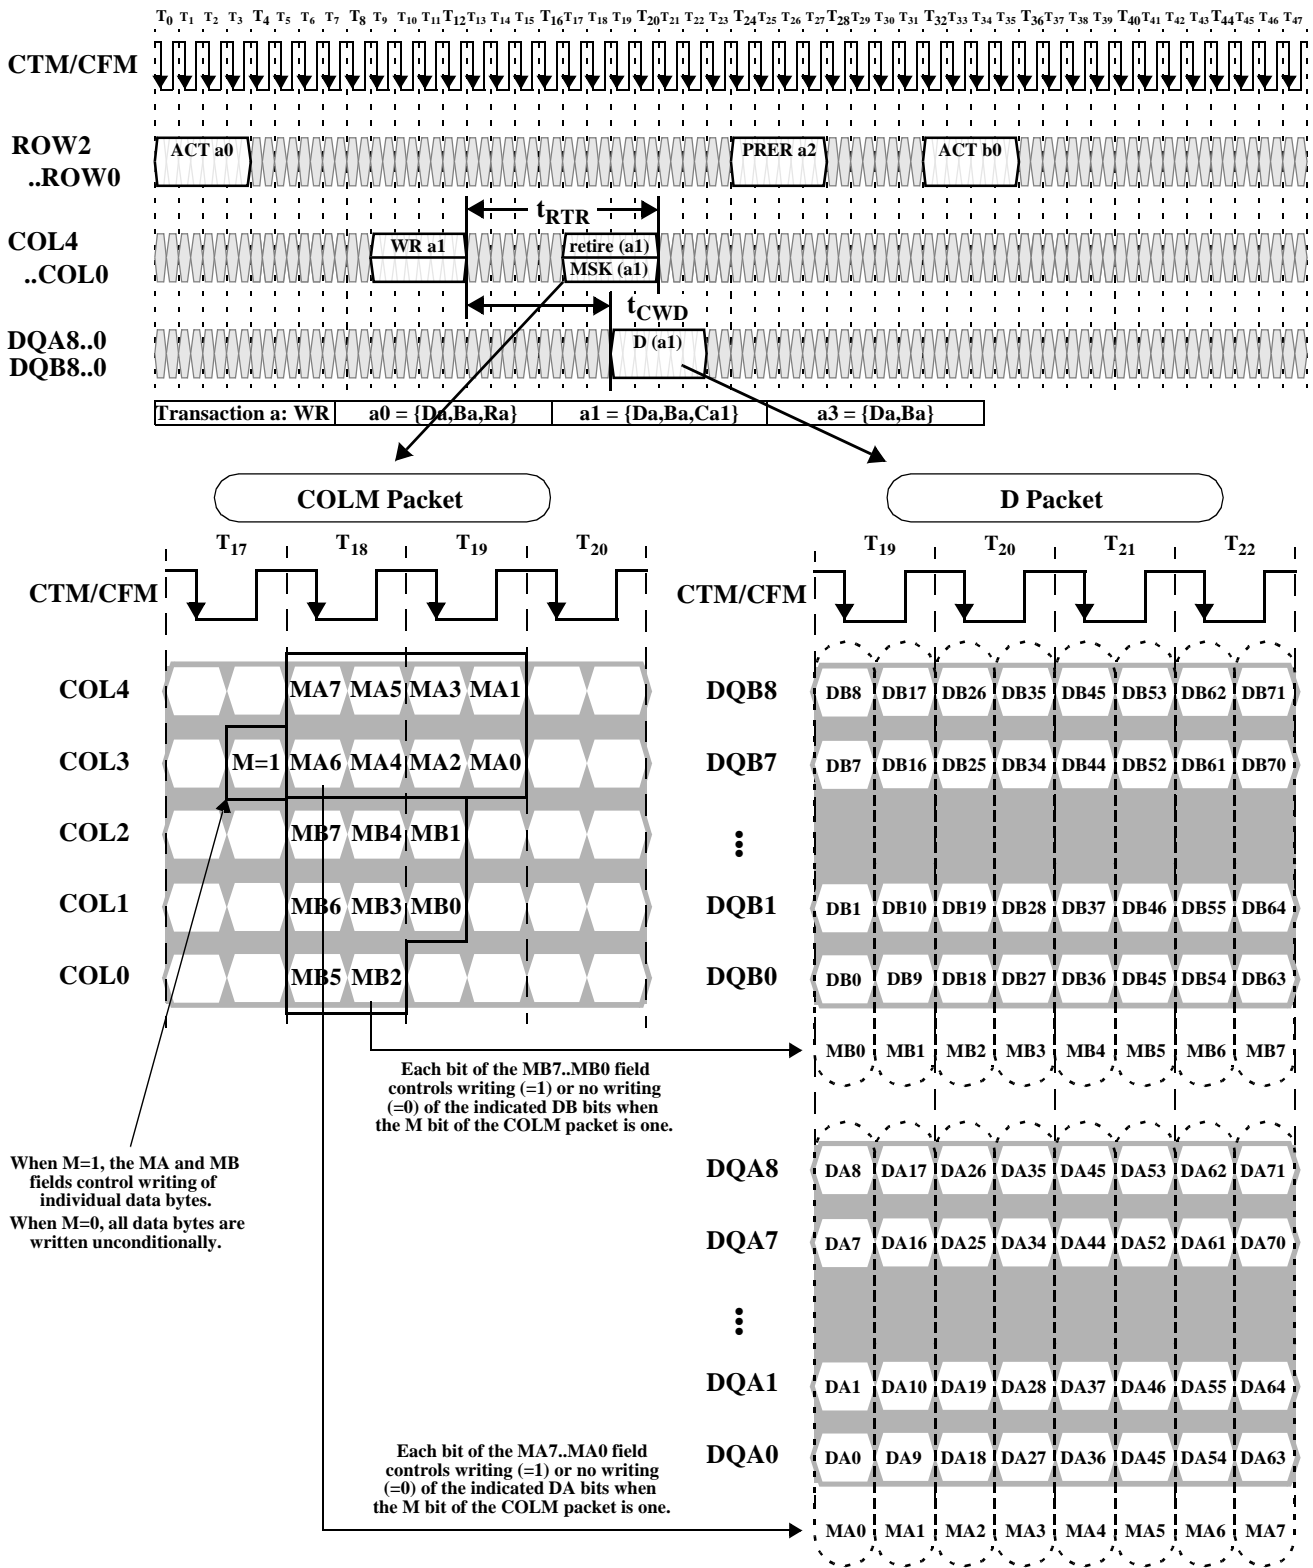 T0 T1 T2 T3 T4 T5 T6 T7 T8 T9 T10 T11 T12 T13 T14 T15 T16 T17 T18 T19 T20 T21 T22 T23 T24 T25 T26 T27 T28 T29 T30 T31 T32 T33 T34 T35 T36 T37 T38 T39 T40 T41 T42 T43 T44 T45 T46 T47
CTM/CFM
ROW2
..ROW0
ACT a0
PRER a2
ACT b0
tRTR
COL4
..COL0
WR a1
retire (a1)
MSK (a1)
tCWD
DQA8..0
DQB8..0
D (a1)
Transaction a: WR
a0 = {Da,Ba,Ra}
a1 = {Da,Ba,Ca1}
a3 = {Da,Ba}
COLM Packet
T17 T18 T19 T20
CTM/CFM
COL4 MA7 MA5 MA3 MA1
COL3 M=1 MA6 MA4 MA2 MA0
COL2 MB7 MB4 MB1
COL1 MB6 MB3 MB0
COL0 MB5 MB2
Each bit of the MB7..MB0 field
controls writing (=1) or no writing
(=0) of the indicated DB bits when
the M bit of the COLM packet is one.
When M=1, the MA and MB
fields control writing of
individual data bytes.
When M=0, all data bytes are
written unconditionally.
Each bit of the MA7..MA0 field
controls writing (=1) or no writing
(=0) of the indicated DA bits when
the M bit of the COLM packet is one.
D Packet
T19 T20 T21 T22
CTM/CFM
DQB8 DB8 DB17 DB26 DB35 DB45 DB53 DB62 DB71
DQB7 DB7 DB16 DB25 DB34 DB44 DB52 DB61 DB70
DQB1 DB1 DB10 DB19 DB28 DB37 DB46 DB55 DB64
DQB0 DB0 DB9 DB18 DB27 DB36 DB45 DB54 DB63
MB0 MB1 MB2 MB3 MB4 MB5 MB6 MB7
DQA8 DA8 DA17 DA26 DA35 DA45 DA53 DA62 DA71
DQA7 DA7 DA16 DA25 DA34 DA44 DA52 DA61 DA70
DQA1 DA1 DA10 DA19 DA28 DA37 DA46 DA55 DA64
DQA0 DA0 DA9 DA18 DA27 DA36 DA45 DA54 DA63
MA0 MA1 MA2 MA3 MA4 MA5 MA6 MA7